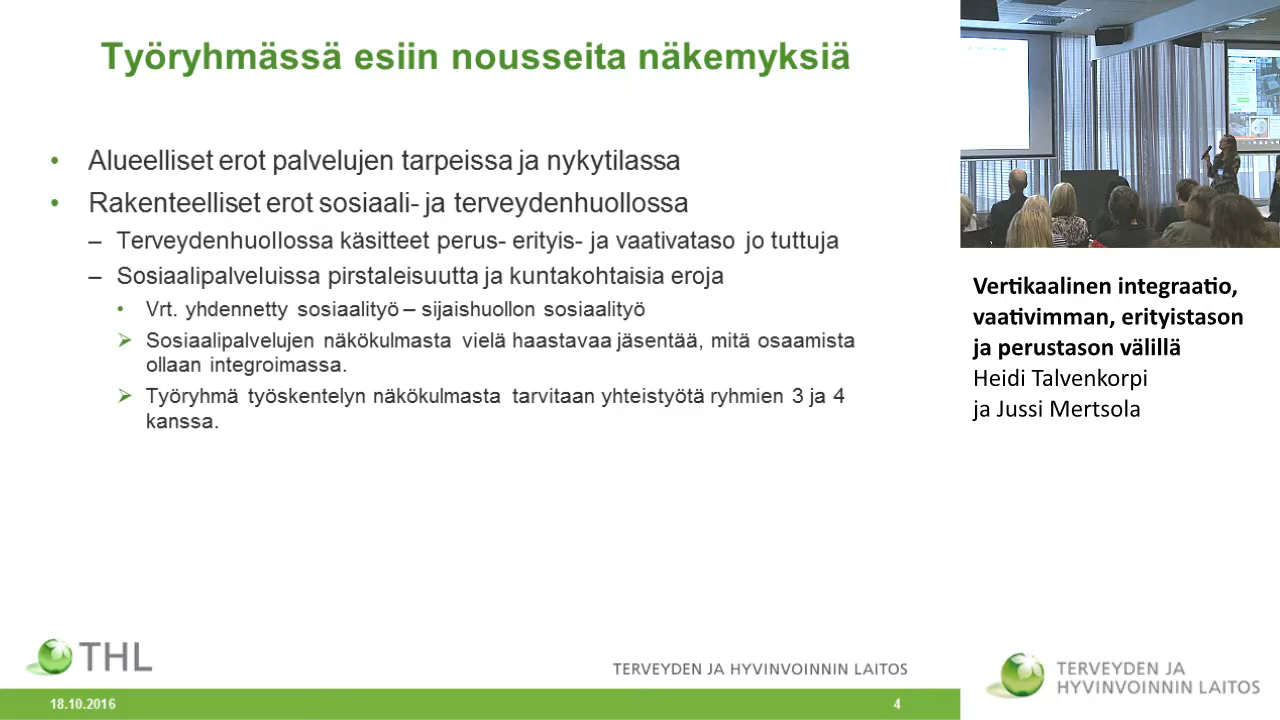 Työryhmässä esiin nousseita näkemyksiä
• Alueelliset erot palvelujen tarpeissa ja nykytilassa
• Rakenteelliset erot sosiaali- ja terveydenhuollossa
– Terveydenhuollossa käsitteet perus- erityis- ja vaativataso jo tuttuja
– Sosiaalipalveluissa pirstaleisuutta ja kuntakohtaisia eroja
• Vrt. yhdennetty sosiaalityö – sijaishuollon sosiaalityö
➢ Sosiaalipalvelujen näkökulmasta vielä haastavaa jäsentää, mitä osaamista
ollaan integroimassa.
➢ Työryhmä työskentelyn näkökulmasta tarvitaan yhteistyötä ryhmien 3 ja 4
kanssa.
THL
TERVEYDEN JA HYVINVOINNIN LAITOS
18.10.2016
4
Vertikaalinen integraatio,
vaativimman, erityistason
ja perustason välillä
Heidi Talvenkorpi
ja Jussi Mertsola
TERVEYDEN JA
HYVINVOINNIN LAITOS